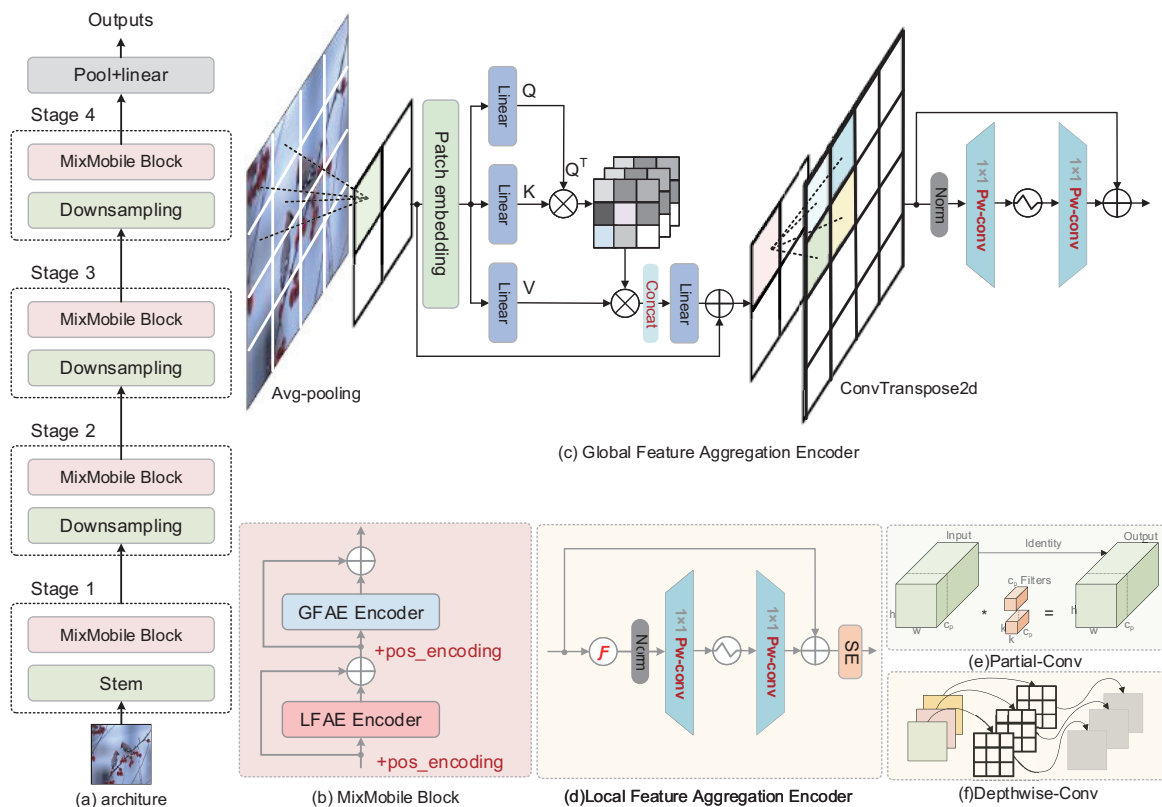 Outputs
Pool+linear
Stage 4
MixMobile Block
Downsampling
Stage 3
MixMobile Block
Downsampling
Stage 2
MixMobile Block
Downsampling
Stage 1
MixMobile Block
Stem
(a) architure
Avg-pooling
Patch embedding
Linear
Q
Linear
K
Linear
V
Q^T
Concat
Linear
ConvTranspose2d
Norm
1×1 Pw-conv
1×1 Pw-conv
(c) Global Feature Aggregation Encoder
GFAE Encoder
+pos_encoding
LFAE Encoder
+pos_encoding
(b) MixMobile Block
F
Norm
1×1 Pw-conv
1×1 Pw-conv
SE
(d)Local Feature Aggregation Encoder
Input
Identity
Output
c_p Filters
h
w
c_p
*
k
k
c_p
=
h
w
c_p
(e)Partial-Conv
(f)Depthwise-Conv